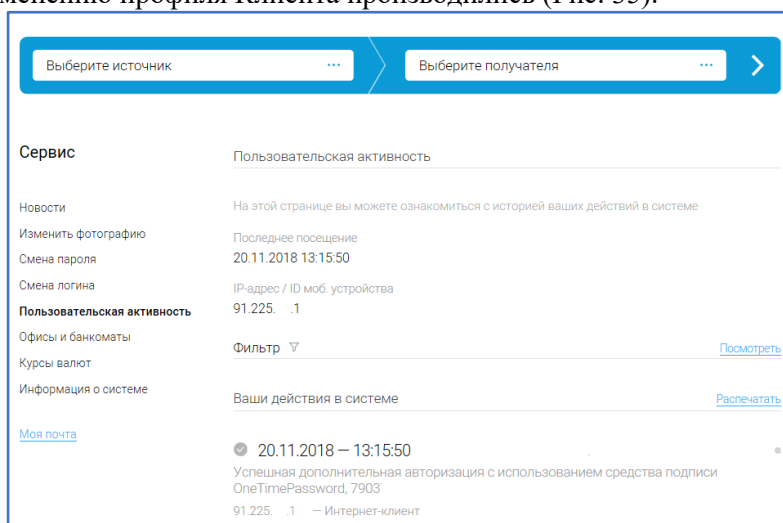 менению профиля Клиента производились (Рис. 35).
Выберите источник ...
Выберите получателя ...
Сервис
Новости
Изменить фотографию
Смена пароля
Смена логина
Пользовательская активность
Офисы и банкоматы
Курсы валют
Информация о системе
Моя почта
Пользовательская активность
На этой странице вы можете ознакомиться с историей ваших действий в системе
Последнее посещение
20.11.2018 13:15:50
IP-адрес / ID моб. устройства
91.225. .1
Фильтр
Посмотреть
Ваши действия в системе
Распечатать
20.11.2018 — 13:15:50
Успешная дополнительная авторизация с использованием средства подписи
OneTimePassword, 7903
91.225. .1 — Интернет-клиент